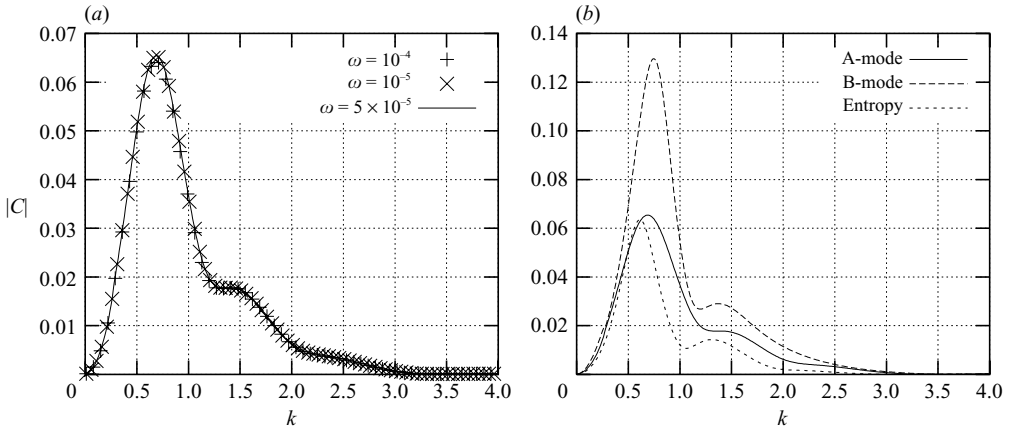 (a)
0.07
0.06
0.05
0.04
0.03
0.02
0.01
|C|
ω = 10⁻⁴
ω = 10⁻⁵
ω = 5 × 10⁻⁵
0 0.5 1.0 1.5 2.0 2.5 3.0 3.5 4.0
k
(b)
0.14
0.12
0.10
0.08
0.06
0.04
0.02
A-mode
B-mode
Entropy
0 0.5 1.0 1.5 2.0 2.5 3.0 3.5 4.0
k